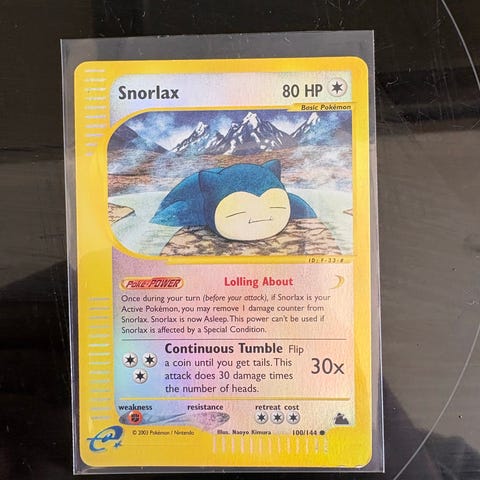 Snorlax 80 HP
Basic Pokémon
ID: F-33-#
Poké-POWER Lolling About
Once during your turn (before your attack), if Snorlax is your
Active Pokémon, you may remove 1 damage counter from
Snorlax. Snorlax is now Asleep. This power can't be used if
Snorlax is affected by a Special Condition.
Continuous Tumble Flip
a coin until you get tails. This
attack does 30 damage times
the number of heads.
30x
weakness resistance retreat cost
© 2003 Pokémon / Nintendo Illus. Naoyo Kimura 100/144 ●
e